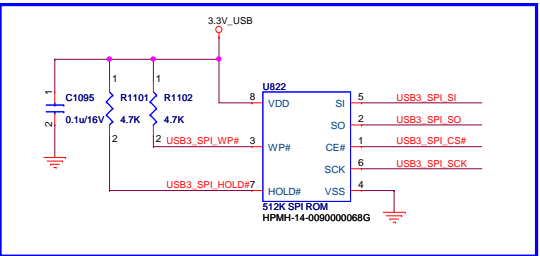 3.3V_USB
U822
1
C1095
2
0.1u/16V
1
R1101
4.7K
2
1
R1102
4.7K
2
8 VDD
SI 5 USB3_SPI_SI
SO 2 USB3_SPI_SO
USB3_SPI_WP# 3 WP#
CE# 1 USB3_SPI_CS#
SCK 6 USB3_SPI_SCK
USB3_SPI_HOLD# 7 HOLD#
VSS 4
512K SPI ROM
HPMH-14-0090000068G